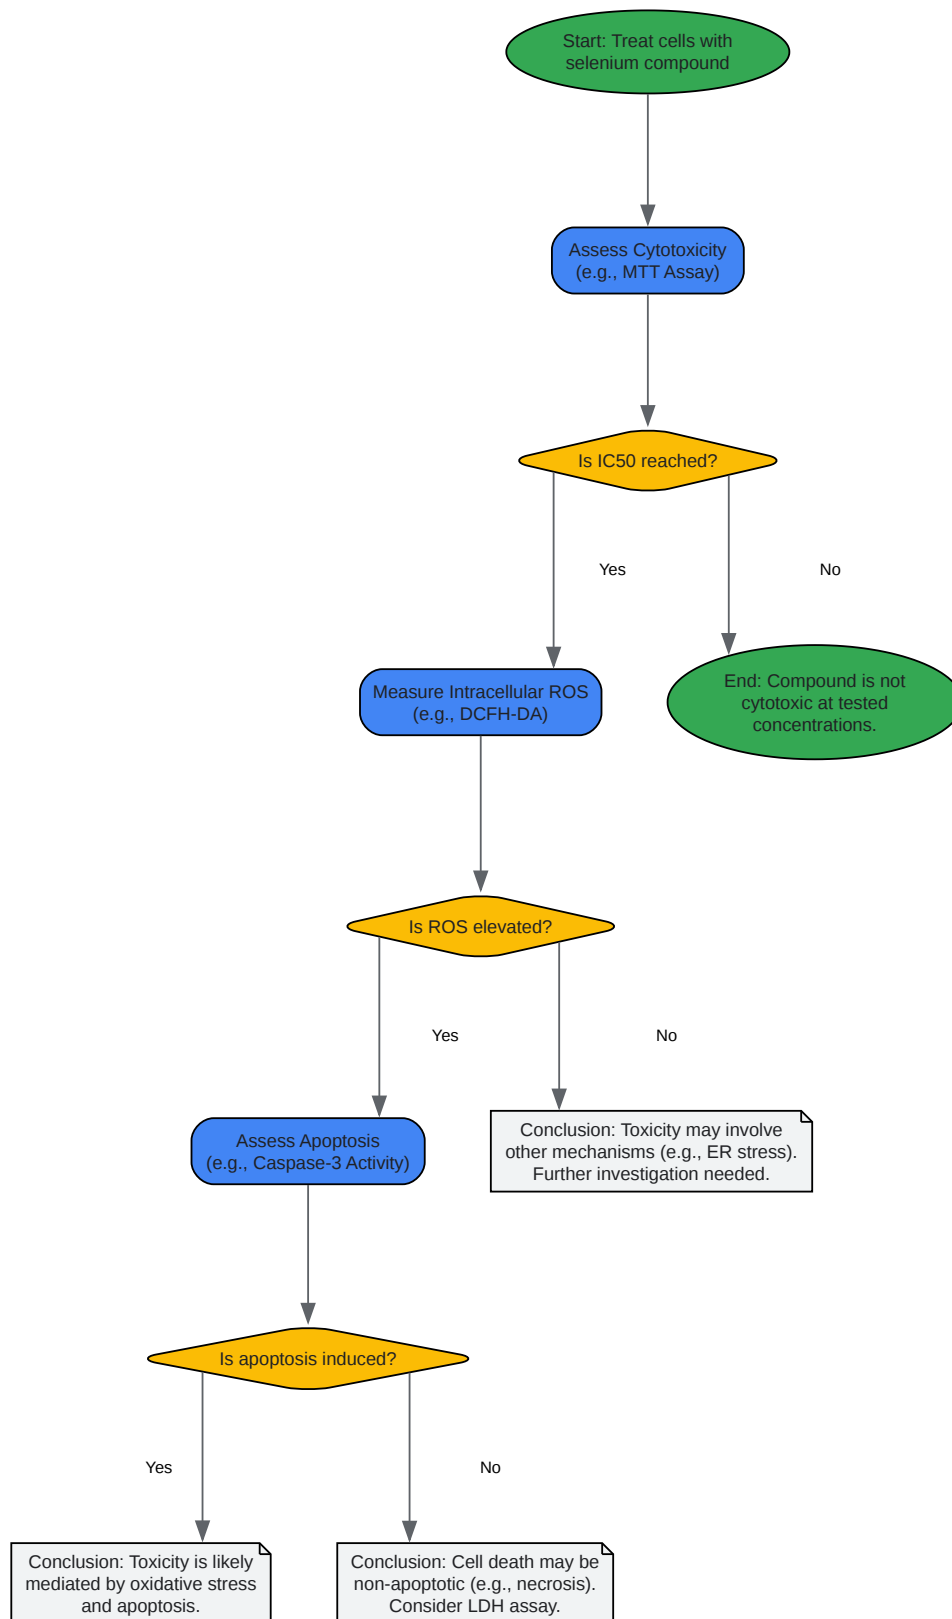 Start: Treat cells with
selenium compound
Assess Cytotoxicity
(e.g., MTT Assay)
Is IC50 reached?
Yes
No
Measure Intracellular ROS
(e.g., DCFH-DA)
End: Compound is not
cytotoxic at tested
concentrations.
Is ROS elevated?
Yes
No
Assess Apoptosis
(e.g., Caspase-3 Activity)
Conclusion: Toxicity may involve
other mechanisms (e.g., ER stress).
Further investigation needed.
Is apoptosis induced?
Yes
No
Conclusion: Toxicity is likely
mediated by oxidative stress
and apoptosis.
Conclusion: Cell death may be
non-apoptotic (e.g., necrosis).
Consider LDH assay.